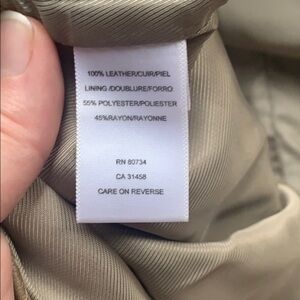 100% LEATHER/CUIR/PIEL
LINING /DOUBLURE/FORRO
55% POLYESTER/POLIESTER
45%RAYON/RAYONNE
RN 80734
CA 31458
CARE ON REVERSE